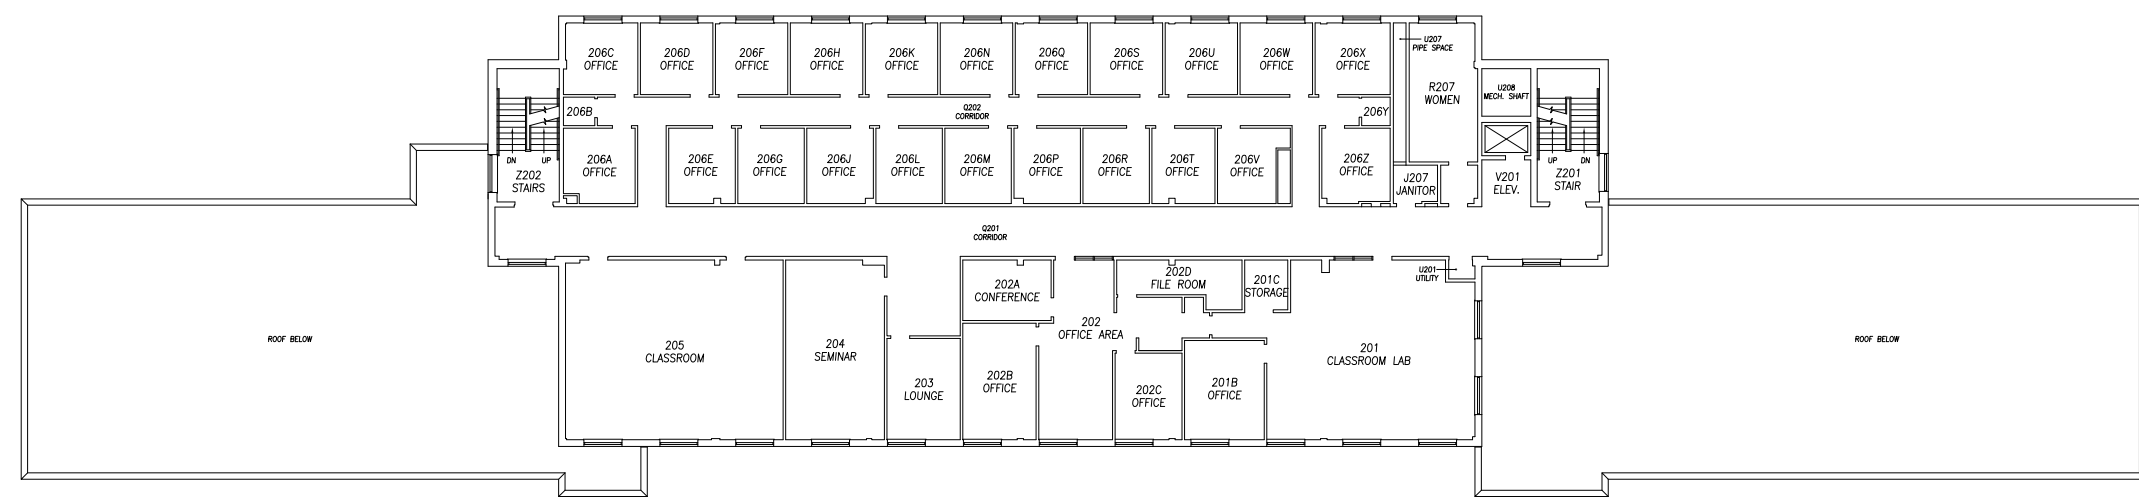 206C
OFFICE
206D
OFFICE
206F
OFFICE
206H
OFFICE
206K
OFFICE
206N
OFFICE
206Q
OFFICE
206S
OFFICE
206U
OFFICE
206W
OFFICE
206X
OFFICE
U207
PIPE SPACE
R207
WOMEN
U208
MECH. SHAFT
206B
Q202
CORRIDOR
206Y
DN
UP
Z202
STAIRS
206A
OFFICE
206E
OFFICE
206G
OFFICE
206J
OFFICE
206L
OFFICE
206M
OFFICE
206P
OFFICE
206R
OFFICE
206T
OFFICE
206V
OFFICE
206Z
OFFICE
J207
JANITOR
V201
ELEV.
UP
DN
Z201
STAIR
Q201
CORRIDOR
U201
UTILITY
202A
CONFERENCE
202D
FILE ROOM
201C
STORAGE
ROOF BELOW
205
CLASSROOM
204
SEMINAR
203
LOUNGE
202B
OFFICE
202
OFFICE AREA
202C
OFFICE
201B
OFFICE
201
CLASSROOM LAB
ROOF BELOW